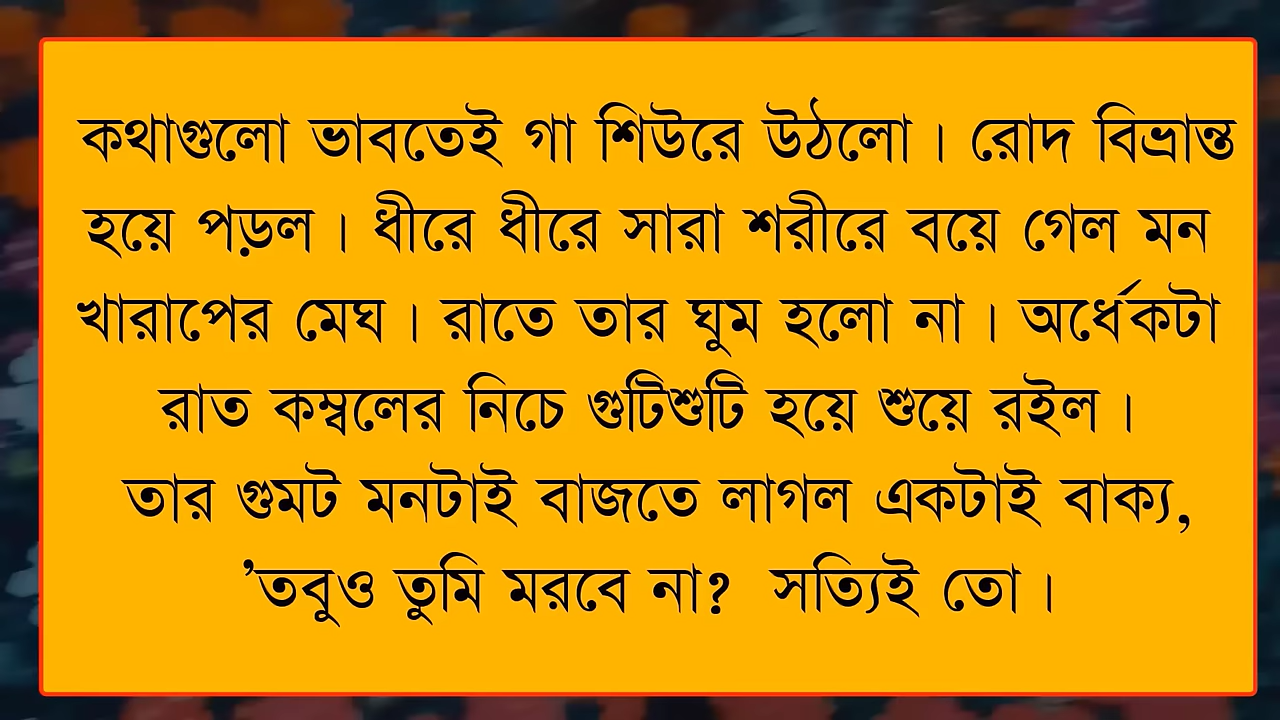 কথাগুলো ভাবতেই গা শিউরে উঠলো। রোদ বিভ্রান্ত
হয়ে পড়ল। ধীরে ধীরে সারা শরীরে বয়ে গেল মন
খারাপের মেঘ। রাতে তার ঘুম হলো না। অর্ধেকটা
রাত কম্বলের নিচে গুটিশুটি হয়ে শুয়ে রইল।
তার গুমট মনটাই বাজতে লাগল একটাই বাক্য,
’তবুও তুমি মরবে না? সত্যিই তো।